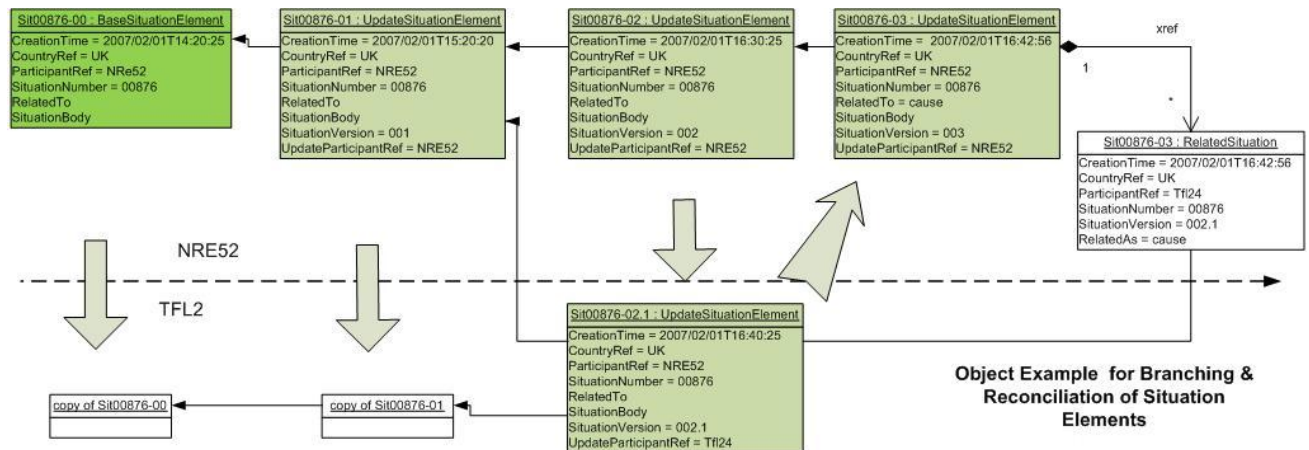 Sit00876-00 : BaseSituationElement
CreationTime = 2007/02/01T14:20:25
CountryRef = UK
ParticipantRef = NRe52
SituationNumber = 00876
RelatedTo
SituationBody
Sit00876-01 : UpdateSituationElement
CreationTime = 2007/02/01T15:20:20
CountryRef = UK
ParticipantRef = NRE52
SituationNumber = 00876
RelatedTo
SituationBody
SituationVersion = 001
UpdateParticipantRef = NRE52
Sit00876-02 : UpdateSituationElement
CreationTime = 2007/02/01T16:30:25
CountryRef = UK
ParticipantRef = NRE52
SituationNumber = 00876
RelatedTo
SituationBody
SituationVersion = 002
UpdateParticipantRef = NRE52
Sit00876-03 : UpdateSituationElement
CreationTime = 2007/02/01T16:42:56
CountryRef = UK
ParticipantRef = NRE52
SituationNumber = 00876
RelatedTo = cause
SituationBody
SituationVersion = 003
UpdateParticipantRef = NRE52
xref
1
*
Sit00876-03 : RelatedSituation
CreationTime = 2007/02/01T16:42:56
CountryRef = UK
ParticipantRef = Tfl24
SituationNumber = 00876
SituationVersion = 002.1
RelatedAs = cause
NRE52
TFL2
Sit00876-02.1 : UpdateSituationElement
CreationTime = 2007/02/01T16:40:25
CountryRef = UK
ParticipantRef = NRE52
SituationNumber = 00876
RelatedTo
SituationBody
SituationVersion = 002.1
UpdateParticipantRef = Tfl24
copy of Sit00876-00
copy of Sit00876-01
Object Example for Branching &
Reconciliation of Situation
Elements